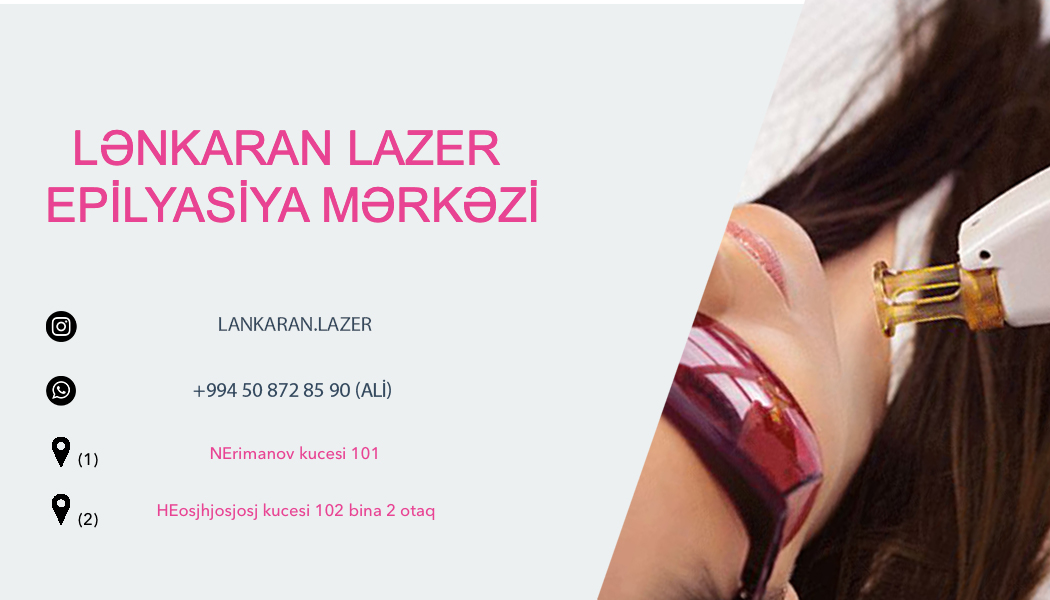 LƏNKARAN LAZER
EPİLYASİYA MƏRKƏZİ
LANKARAN.LAZER
+994 50 872 85 90 (ALİ)
(1) NErimanov kucesi 101
(2) HEosjhjosjosj kucesi 102 bina 2 otaq